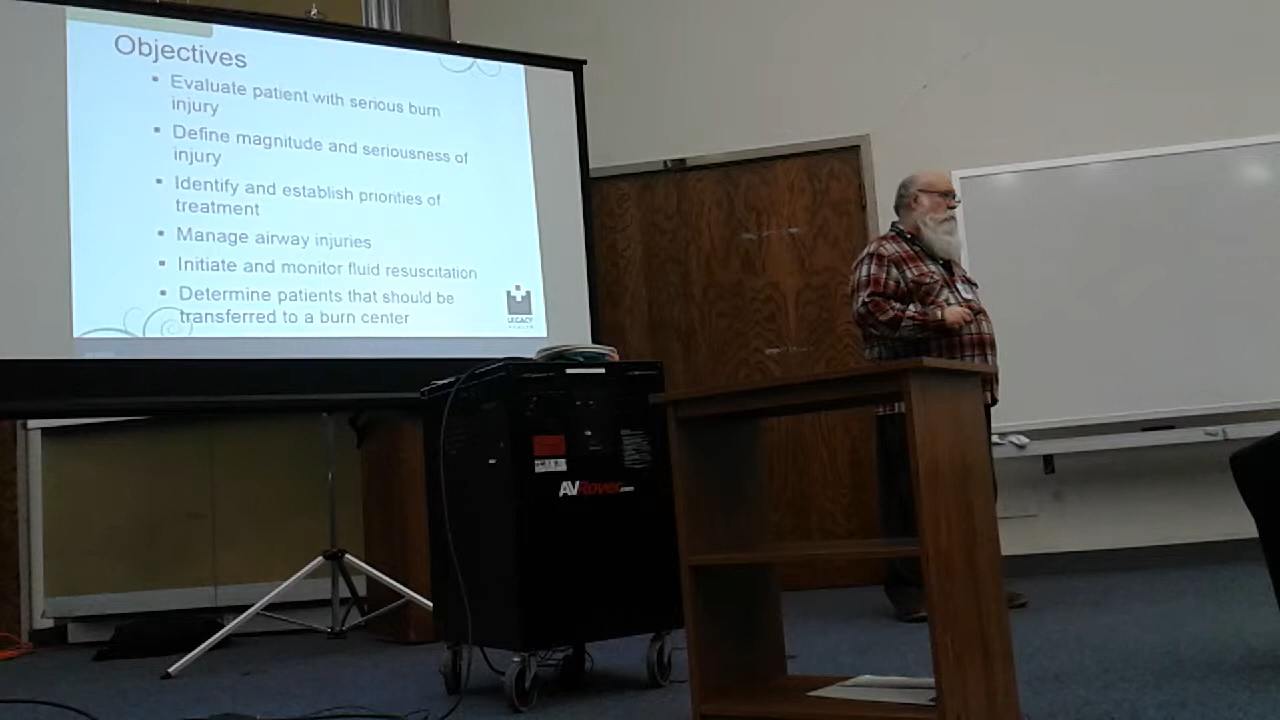 Objectives
▪ Evaluate patient with serious burn
injury
▪ Define magnitude and seriousness of
injury
▪ Identify and establish priorities of
treatment
▪ Manage airway injuries
▪ Initiate and monitor fluid resuscitation
▪ Determine patients that should be
transferred to a burn center
LEGACY
HEALTH
AVRover.com